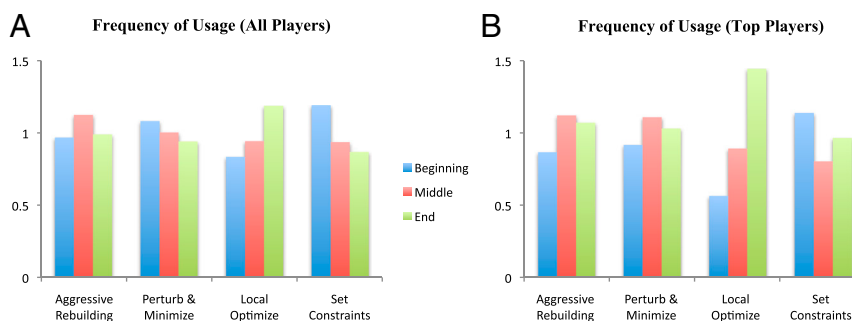 A
Frequency of Usage (All Players)
1.5
1
0.5
0
Aggressive
Rebuilding
Perturb &
Minimize
Local
Optimize
Set
Constraints
Beginning
Middle
End
B
Frequency of Usage (Top Players)
1.5
1
0.5
0
Aggressive
Rebuilding
Perturb &
Minimize
Local
Optimize
Set
Constraints